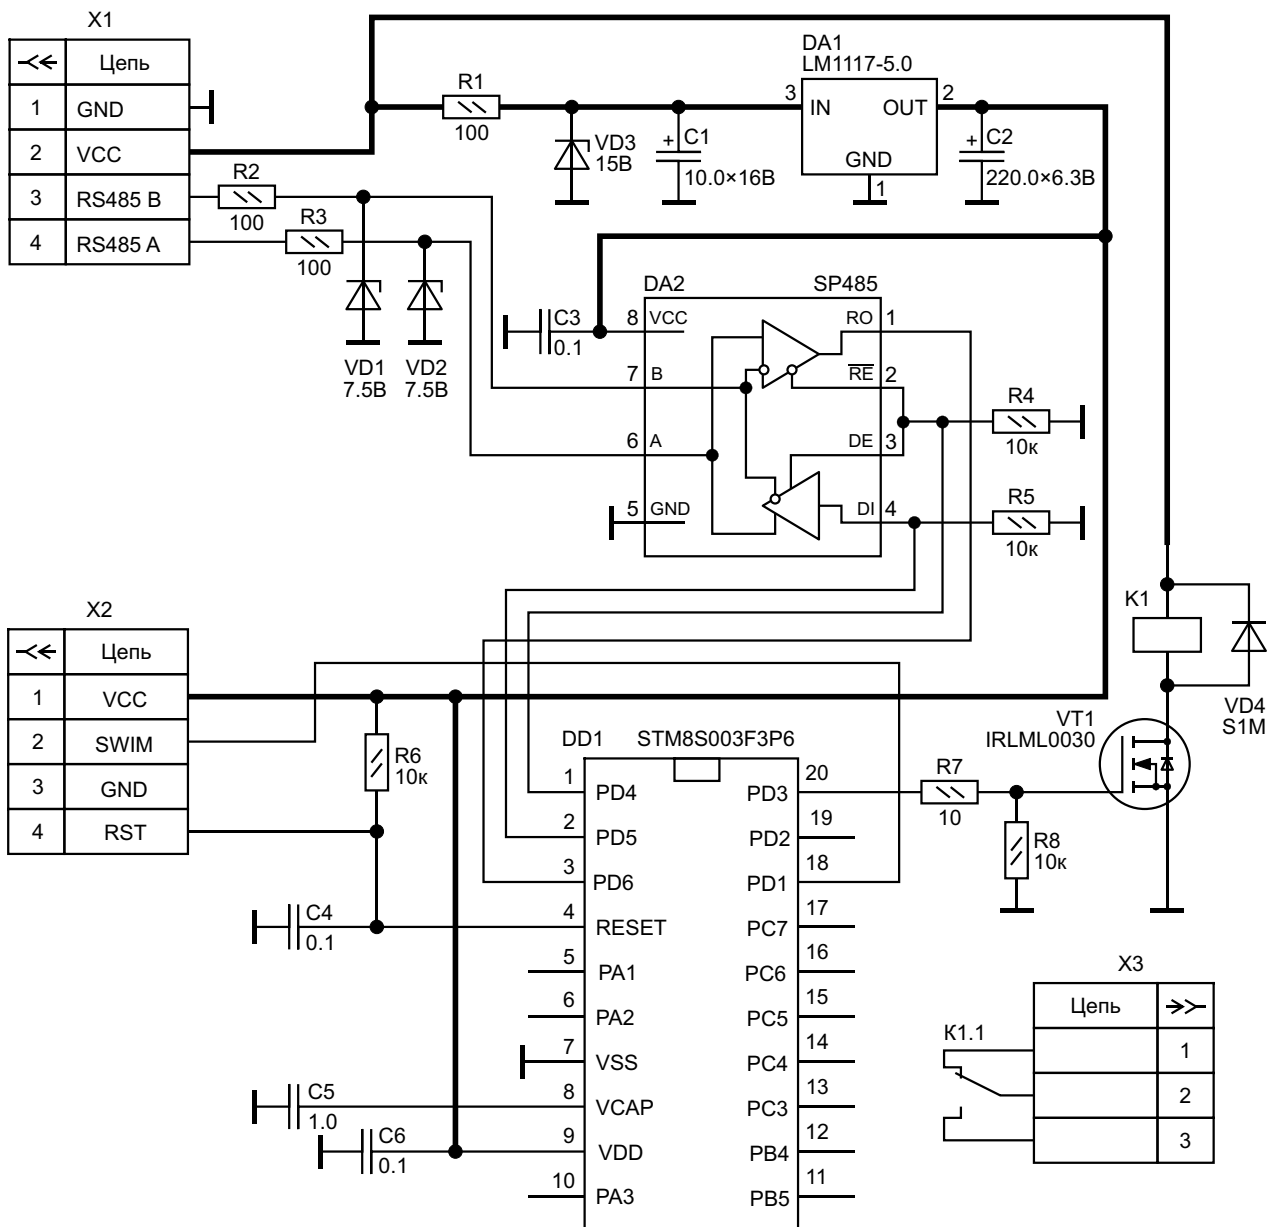 X1
Цепь
1 GND
2 VCC
3 RS485 B
4 RS485 A
R1
100
R2
100
R3
100
VD3
15В
+ C1
10.0×16В
DA1
LM1117-5.0
3 IN OUT 2
GND
1
+ C2
220.0×6.3В
VD1
7.5В
VD2
7.5В
C3
0.1
DA2 SP485
8 VCC RO 1
7 B RE 2
6 A DE 3
5 GND DI 4
R4
10к
R5
10к
X2
Цепь
1 VCC
2 SWIM
3 GND
4 RST
R6
10к
K1
VD4
S1M
VT1
IRLML0030
R7
10
R8
10к
DD1 STM8S003F3P6
1 PD4 PD3 20
2 PD5 PD2 19
3 PD6 PD1 18
4 RESET PC7 17
5 PA1 PC6 16
6 PA2 PC5 15
7 VSS PC4 14
8 VCAP PC3 13
9 VDD PB4 12
10 PA3 PB5 11
C4
0.1
C5
1.0
C6
0.1
X3
Цепь
K1.1
1
2
3